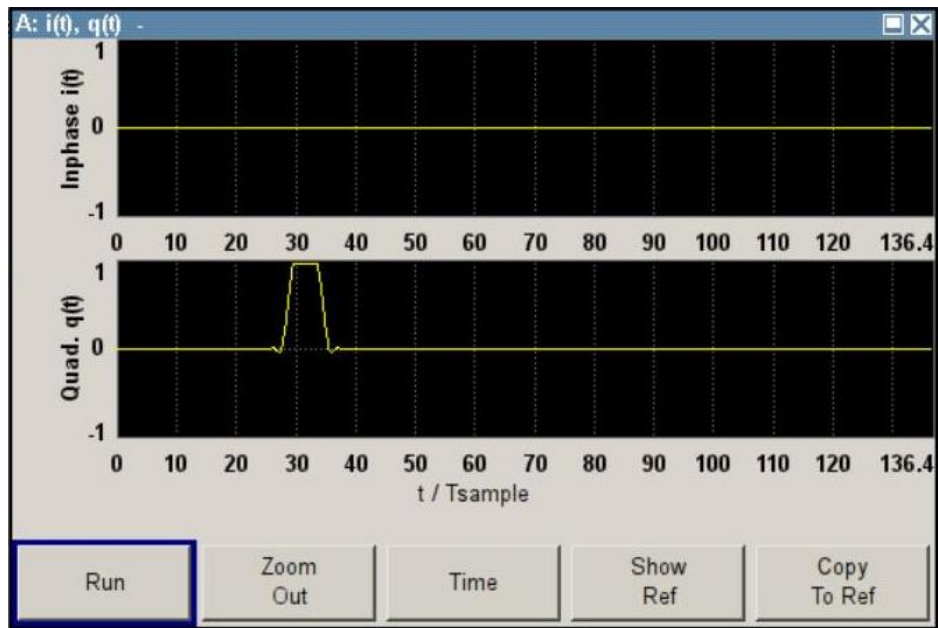 A: i(t), q(t) -
Inphase i(t)
1
0
-1
0 10 20 30 40 50 60 70 80 90 100 110 120 136.4
Quad. q(t)
1
0
-1
0 10 20 30 40 50 60 70 80 90 100 110 120 136.4
t / Tsample
Run
Zoom
Out
Time
Show
Ref
Copy
To Ref